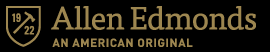 19
22
Allen Edmonds
AN AMERICAN ORIGINAL